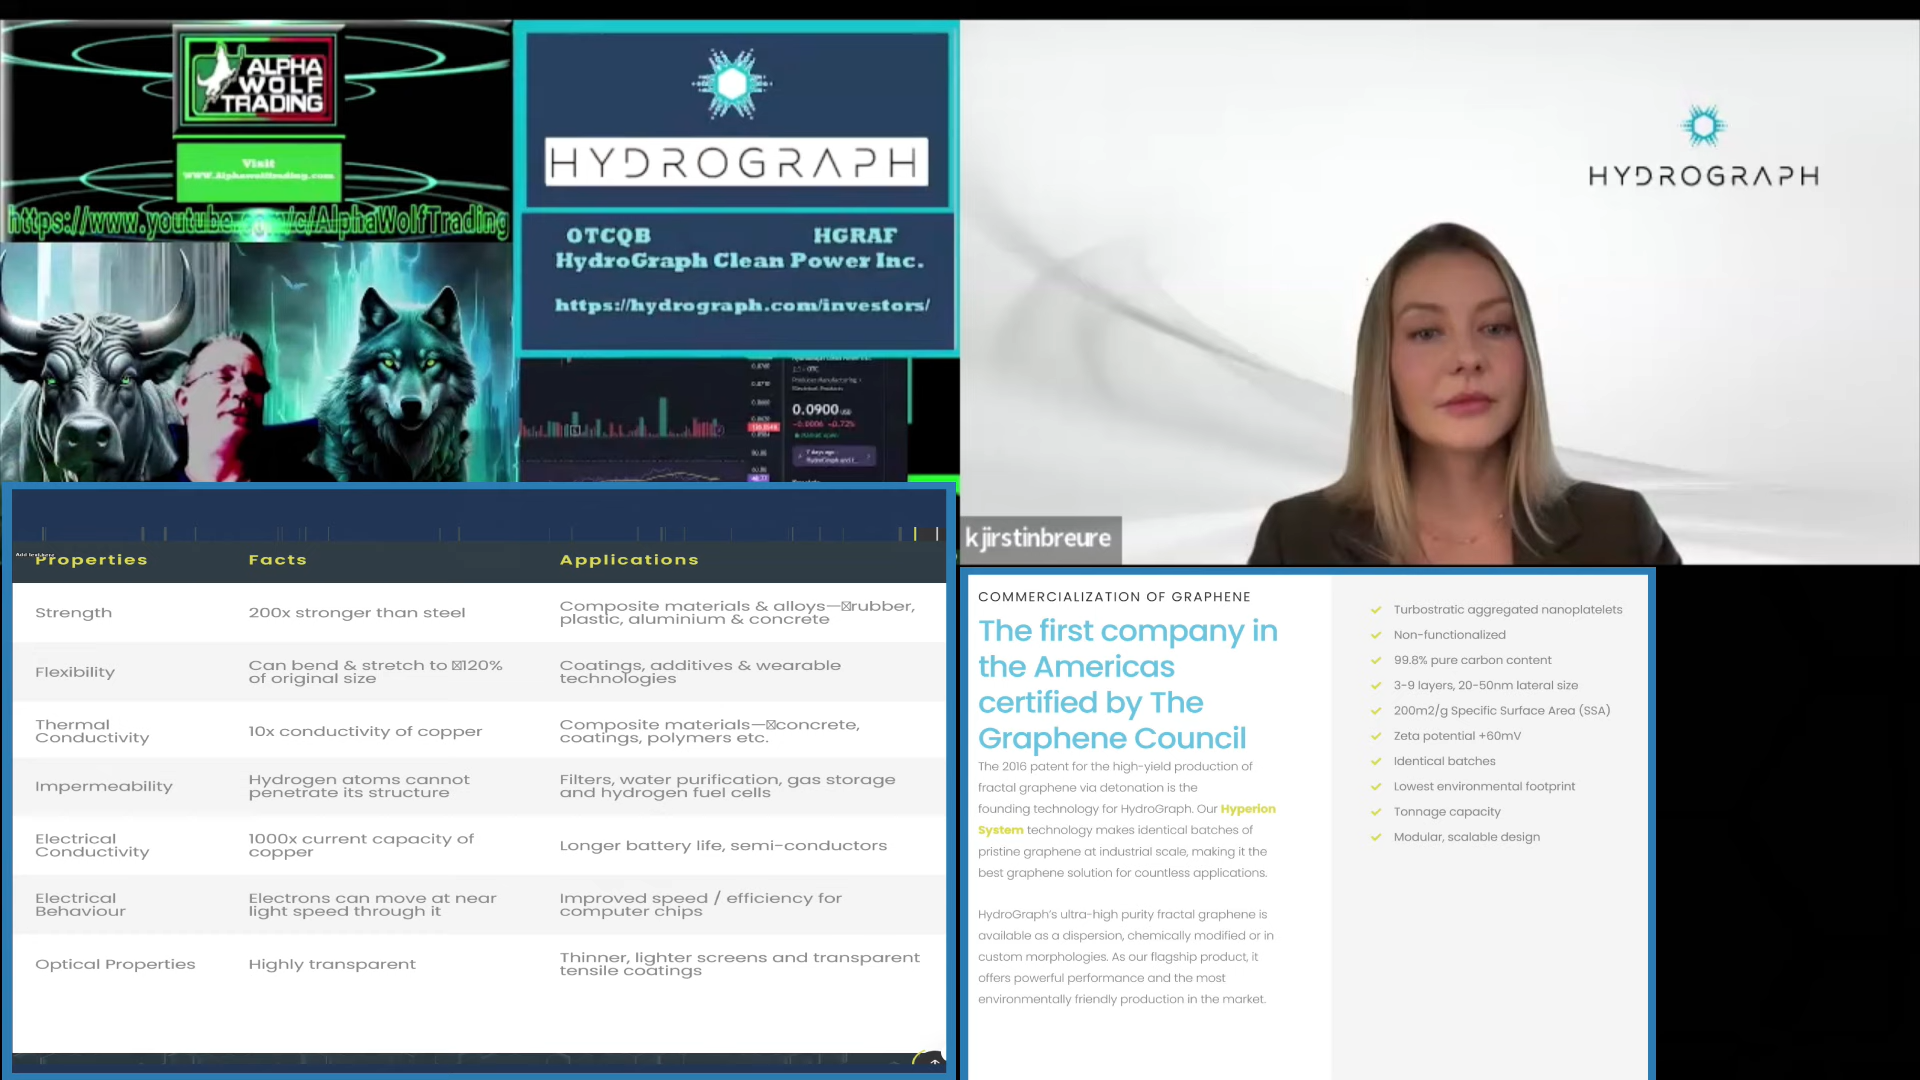 ALPHA
WOLF
TRADING
Visit
WWW.Alphawolftrading.com
https://www.youtube.com/c/AlphaWolfTrading
HYDROGRAPH
OTCQB HGRAF
HydroGraph Clean Power Inc.
https://hydrograph.com/investors/
0.0900
-0.0006 -0.72%
7 days ago
HYDROGRAPH
kjirstinbreure
Properties Facts Applications
Strength
200x stronger than steel
Composite materials & alloys—rubber,
plastic, aluminium & concrete
Flexibility
Can bend & stretch to 120%
of original size
Coatings, additives & wearable
technologies
Thermal
Conductivity
10x conductivity of copper
Composite materials—concrete,
coatings, polymers etc.
Impermeability
Hydrogen atoms cannot
penetrate its structure
Filters, water purification, gas storage
and hydrogen fuel cells
Electrical
Conductivity
1000x current capacity of
copper
Longer battery life, semi-conductors
Electrical
Behaviour
Electrons can move at near
light speed through it
Improved speed / efficiency for
computer chips
Optical Properties
Highly transparent
Thinner, lighter screens and transparent
tensile coatings
COMMERCIALIZATION OF GRAPHENE
The first company in
the Americas
certified by The
Graphene Council
The 2016 patent for the high-yield production of
fractal graphene via detonation is the
founding technology for HydroGraph. Our Hyperion
System technology makes identical batches of
pristine graphene at industrial scale, making it the
best graphene solution for countless applications.
HydroGraph's ultra-high purity fractal graphene is
available as a dispersion, chemically modified or in
custom morphologies. As our flagship product, it
offers powerful performance and the most
environmentally friendly production in the market.
Turbostratic aggregated nanoplatelets
Non-functionalized
99.8% pure carbon content
3-9 layers, 20-50nm lateral size
200m2/g Specific Surface Area (SSA)
Zeta potential +60mV
Identical batches
Lowest environmental footprint
Tonnage capacity
Modular, scalable design